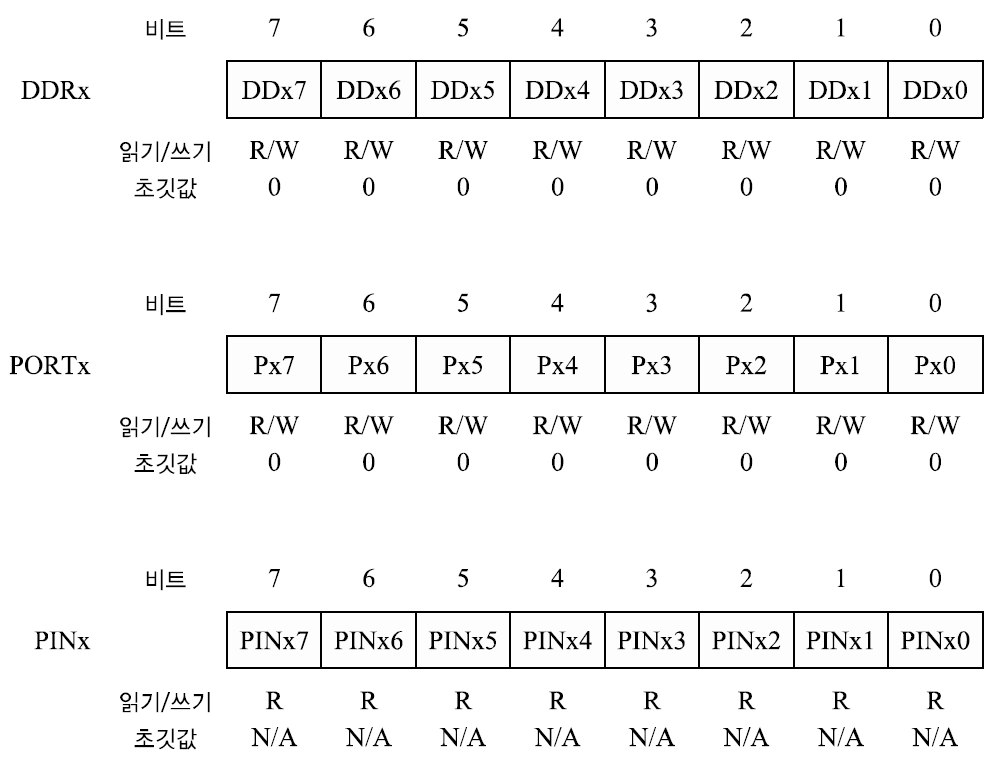 비트 7 6 5 4 3 2 1 0
DDRx DDx7 DDx6 DDx5 DDx4 DDx3 DDx2 DDx1 DDx0
읽기/쓰기 R/W R/W R/W R/W R/W R/W R/W R/W
초깃값 0 0 0 0 0 0 0 0
비트 7 6 5 4 3 2 1 0
PORTx Px7 Px6 Px5 Px4 Px3 Px2 Px1 Px0
읽기/쓰기 R/W R/W R/W R/W R/W R/W R/W R/W
초깃값 0 0 0 0 0 0 0 0
비트 7 6 5 4 3 2 1 0
PINx PINx7 PINx6 PINx5 PINx4 PINx3 PINx2 PINx1 PINx0
읽기/쓰기 R R R R R R R R
초깃값 N/A N/A N/A N/A N/A N/A N/A N/A